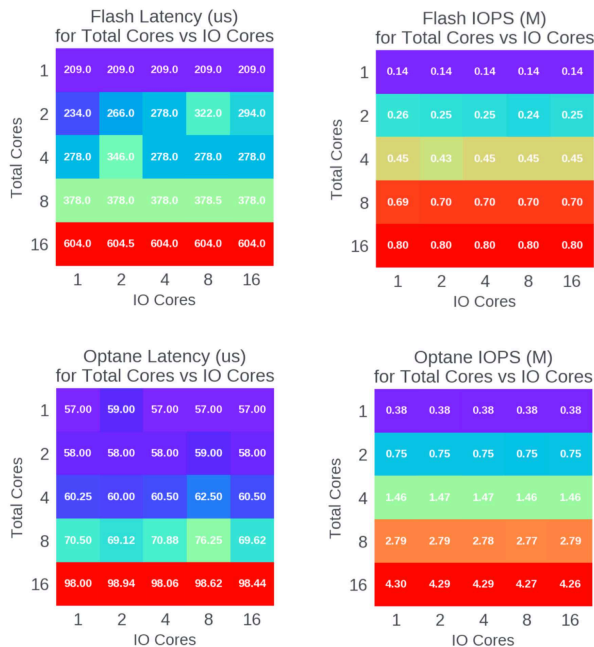 Flash Latency (us)
for Total Cores vs IO Cores
Total Cores
1 209.0 209.0 209.0 209.0 209.0
2 234.0 266.0 278.0 322.0 294.0
4 278.0 346.0 278.0 278.0 278.0
8 378.0 378.0 378.0 378.5 378.0
16 604.0 604.5 604.0 604.0 604.0
1 2 4 8 16
IO Cores
Flash IOPS (M)
for Total Cores vs IO Cores
Total Cores
1 0.14 0.14 0.14 0.14 0.14
2 0.26 0.25 0.25 0.24 0.25
4 0.45 0.43 0.45 0.45 0.45
8 0.69 0.70 0.70 0.70 0.70
16 0.80 0.80 0.80 0.80 0.80
1 2 4 8 16
IO Cores
Optane Latency (us)
for Total Cores vs IO Cores
Total Cores
1 57.00 59.00 57.00 57.00 57.00
2 58.00 58.00 58.00 59.00 58.00
4 60.25 60.00 60.50 62.50 60.50
8 70.50 69.12 70.88 76.25 69.62
16 98.00 98.94 98.06 98.62 98.44
1 2 4 8 16
IO Cores
Optane IOPS (M)
for Total Cores vs IO Cores
Total Cores
1 0.38 0.38 0.38 0.38 0.38
2 0.75 0.75 0.75 0.75 0.75
4 1.46 1.47 1.47 1.46 1.46
8 2.79 2.79 2.78 2.77 2.79
16 4.30 4.29 4.29 4.27 4.26
1 2 4 8 16
IO Cores